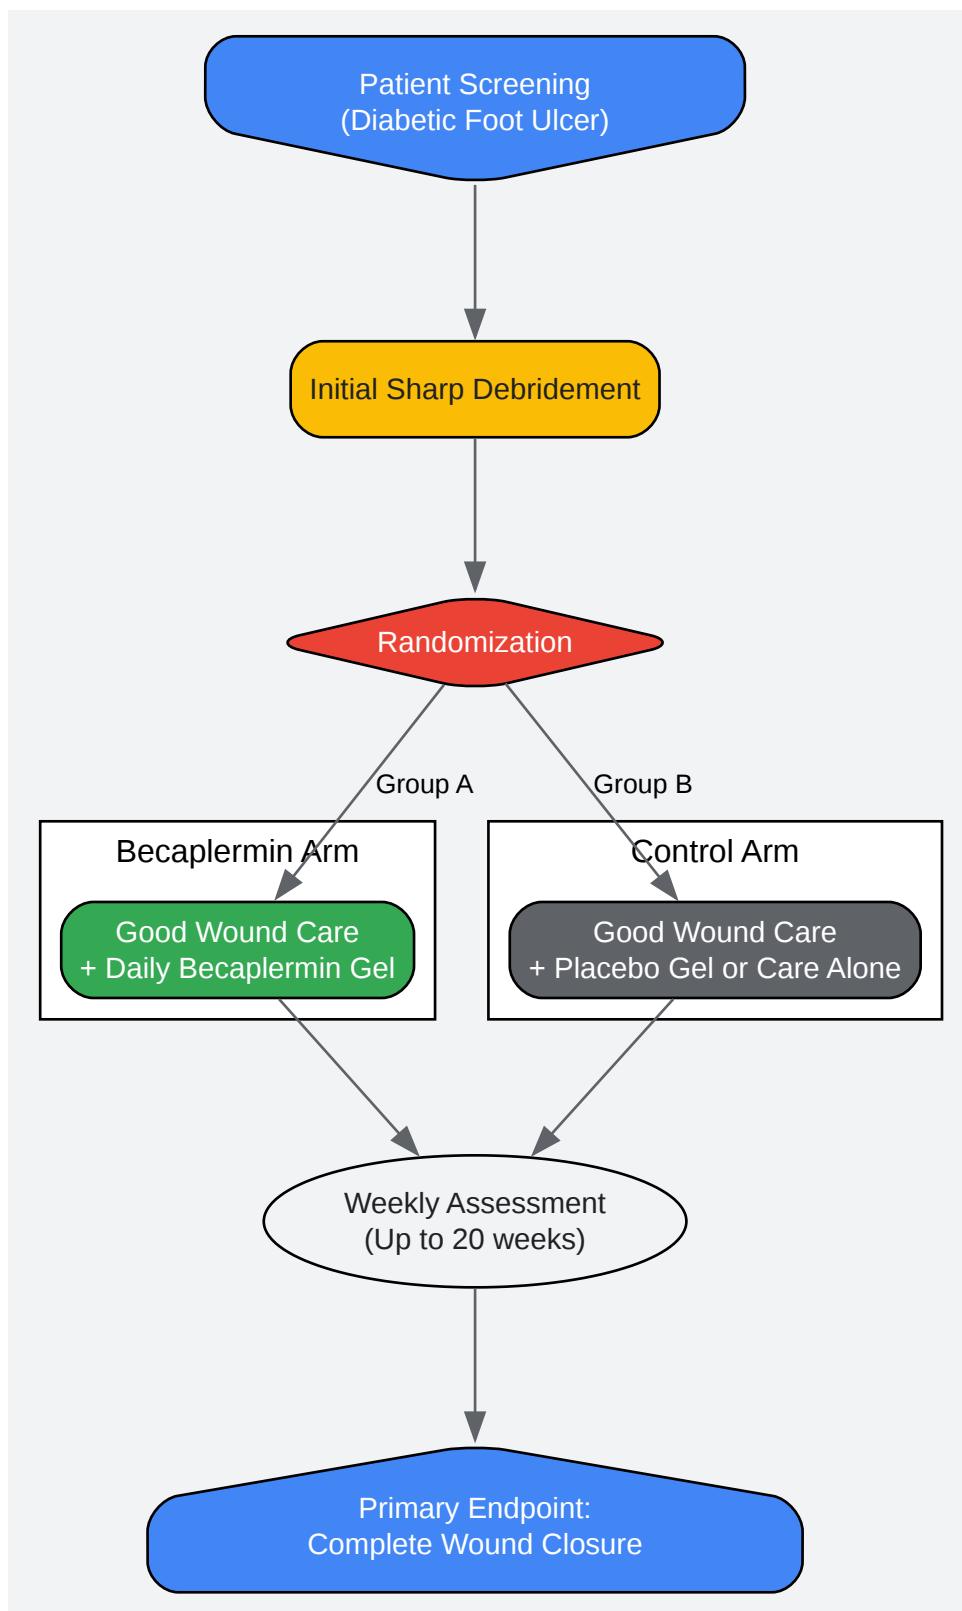 Patient Screening
(Diabetic Foot Ulcer)
Initial Sharp Debridement
Randomization
Group A
Group B
Becaplermin Arm
Good Wound Care
+ Daily Becaplermin Gel
Control Arm
Good Wound Care
+ Placebo Gel or Care Alone
Weekly Assessment
(Up to 20 weeks)
Primary Endpoint:
Complete Wound Closure